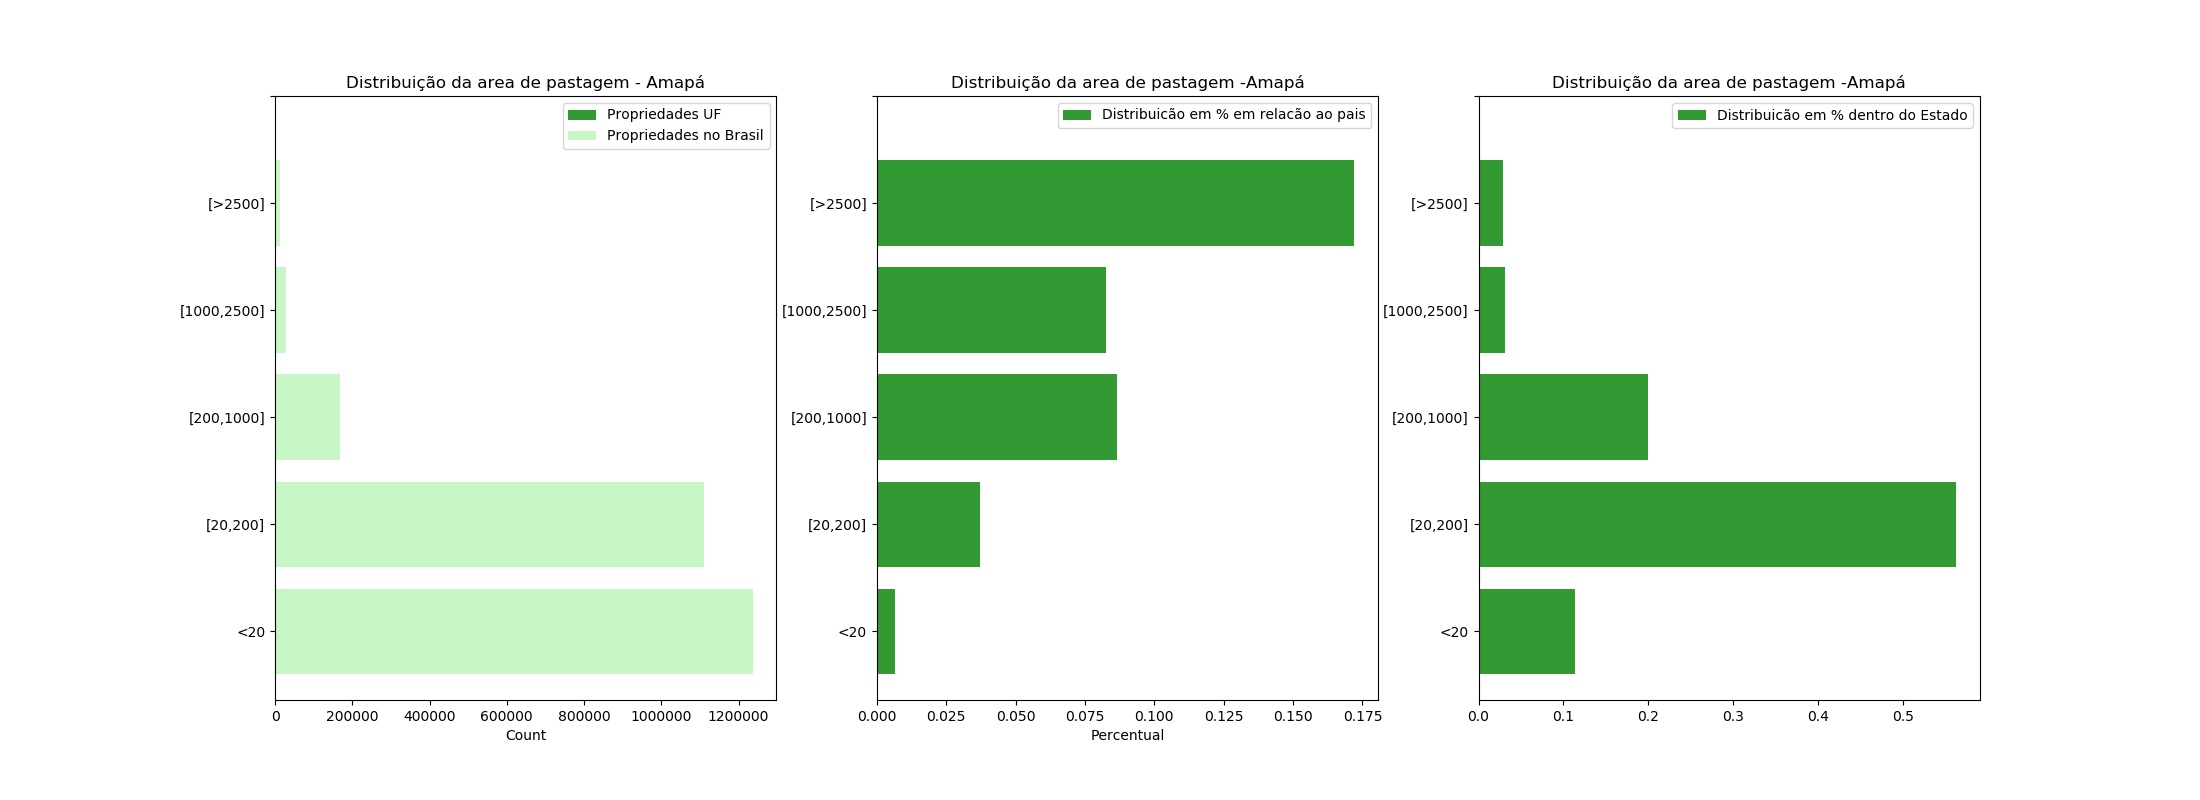 Distribuição da area de pastagem - Amapá
Propriedades UF
Propriedades no Brasil
[>2500]
[1000,2500]
[200,1000]
[20,200]
<20
0 200000 400000 600000 800000 1000000 1200000
Count
Distribuição da area de pastagem -Amapá
Distribuicão em % em relacão ao pais
[>2500]
[1000,2500]
[200,1000]
[20,200]
<20
0.000 0.025 0.050 0.075 0.100 0.125 0.150 0.175
Percentual
Distribuição da area de pastagem -Amapá
Distribuicão em % dentro do Estado
[>2500]
[1000,2500]
[200,1000]
[20,200]
<20
0.0 0.1 0.2 0.3 0.4 0.5